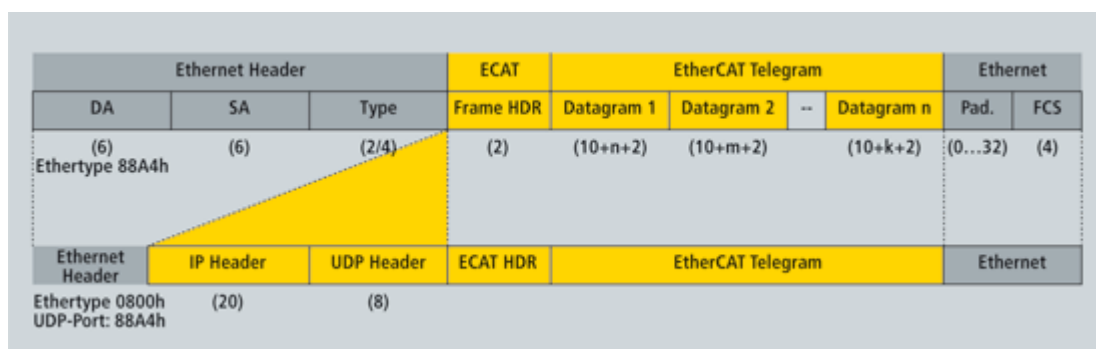 Ethernet Header ECAT EtherCAT Telegram Ethernet
DA SA Type Frame HDR Datagram 1 Datagram 2 -- Datagram n Pad. FCS
(6) (6) (2/4) (2) (10+n+2) (10+m+2) (10+k+2) (0...32) (4)
Ethertype 88A4h
Ethernet
Header IP Header UDP Header ECAT HDR EtherCAT Telegram Ethernet
Ethertype 0800h (20) (8)
UDP-Port: 88A4h